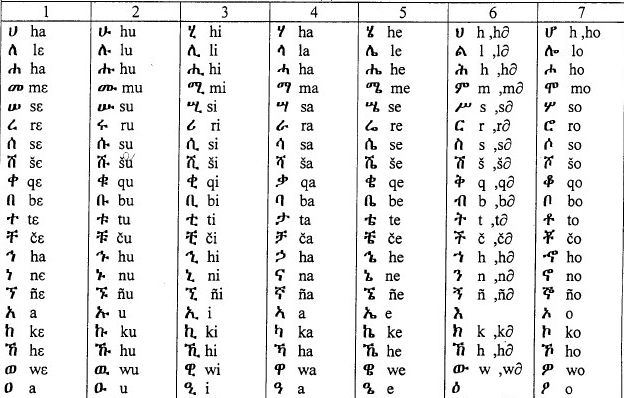 1 2 3 4 5 6 7
ሀ ha ሁ hu ሂ hi ሃ ha ሄ he ህ h ,h∂ ሆ h ,ho
ለ lɛ ሉ lu ሊ li ላ la ሌ le ል l ,l∂ ሎ lo
ሐ ha ሑ hu ሒ hi ሓ ha ሔ he ሕ h ,h∂ ሖ ho
መ mɛ ሙ mu ሚ mi ማ ma ሜ me ም m ,m∂ ሞ mo
ሠ sɛ ሡ su ሢ si ሣ sa ሤ se ሥ s ,s∂ ሦ so
ረ rɛ ሩ ru ሪ ri ራ ra ሬ re ር r ,r∂ ሮ ro
ሰ sɛ ሱ su ሲ si ሳ sa ሴ se ስ s ,s∂ ሶ so
ሸ šɛ ሹ šu ሺ ši ሻ ša ሼ še ሽ š ,š∂ ሾ šo
ቀ qɛ ቁ qu ቂ qi ቃ qa ቄ qe ቅ q ,q∂ ቆ qo
በ bɛ ቡ bu ቢ bi ባ ba ቤ be ብ b ,b∂ ቦ bo
ተ tɛ ቱ tu ቲ ti ታ ta ቴ te ት t ,t∂ ቶ to
ቸ čɛ ቹ ču ቺ či ቻ ča ቼ če ች č ,č∂ ቾ čo
ኀ ha ኁ hu ኂ hi ኃ ha ኄ he ኅ h ,h∂ ኆ ho
ነ nɛ ኑ nu ኒ ni ና na ኔ ne ን n ,n∂ ኖ no
ኘ ñɛ ኙ ñu ኚ ñi ኛ ña ኜ ñe ኝ ñ ,ñ∂ ኞ ño
አ a ኡ u ኢ i ኣ a ኤ e እ ኦ o
ከ kɛ ኩ ku ኪ ki ካ ka ኬ ke ክ k ,k∂ ኮ ko
ኸ hɛ ኹ hu ኺ hi ኻ ha ኼ he ኽ h ,h∂ ኾ ho
ወ wɛ ዉ wu ዊ wi ዋ wa ዌ we ው w ,w∂ ዎ wo
ዐ a ዑ u ዒ i ዓ a ዔ e ዕ ዖ o